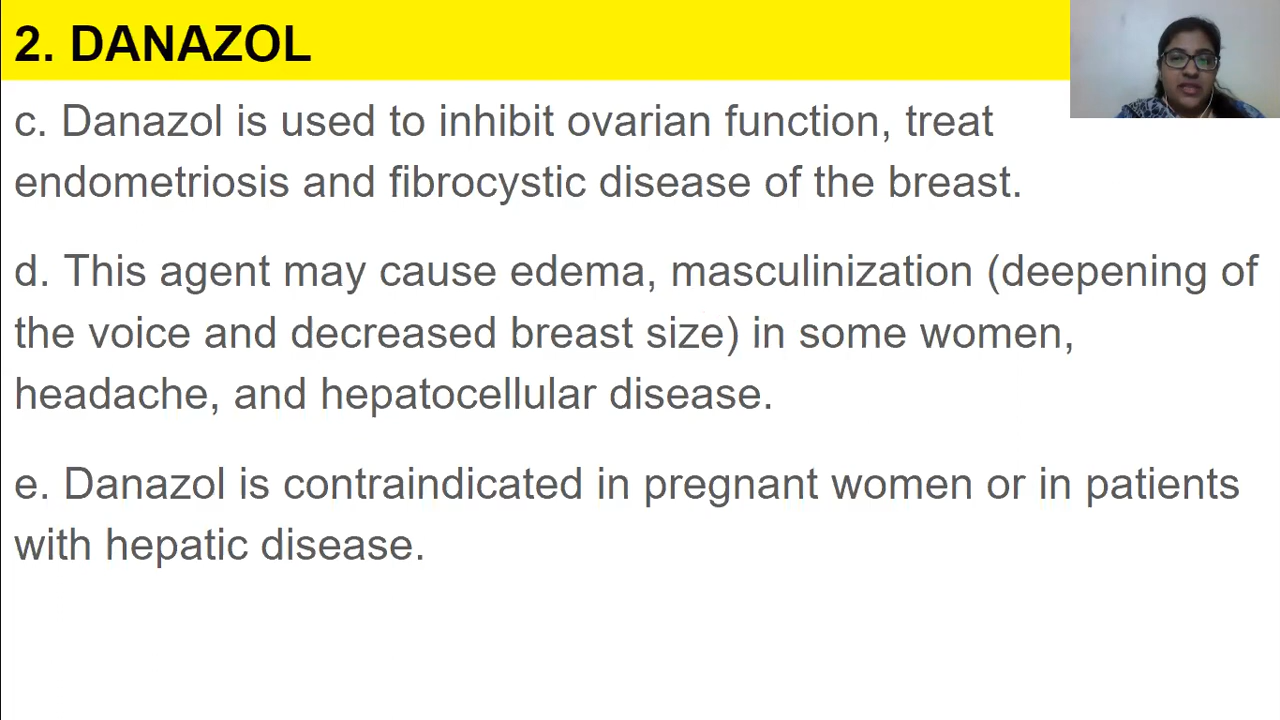 2. DANAZOL
c. Danazol is used to inhibit ovarian function, treat
endometriosis and fibrocystic disease of the breast.
d. This agent may cause edema, masculinization (deepening of
the voice and decreased breast size) in some women,
headache, and hepatocellular disease.
e. Danazol is contraindicated in pregnant women or in patients
with hepatic disease.